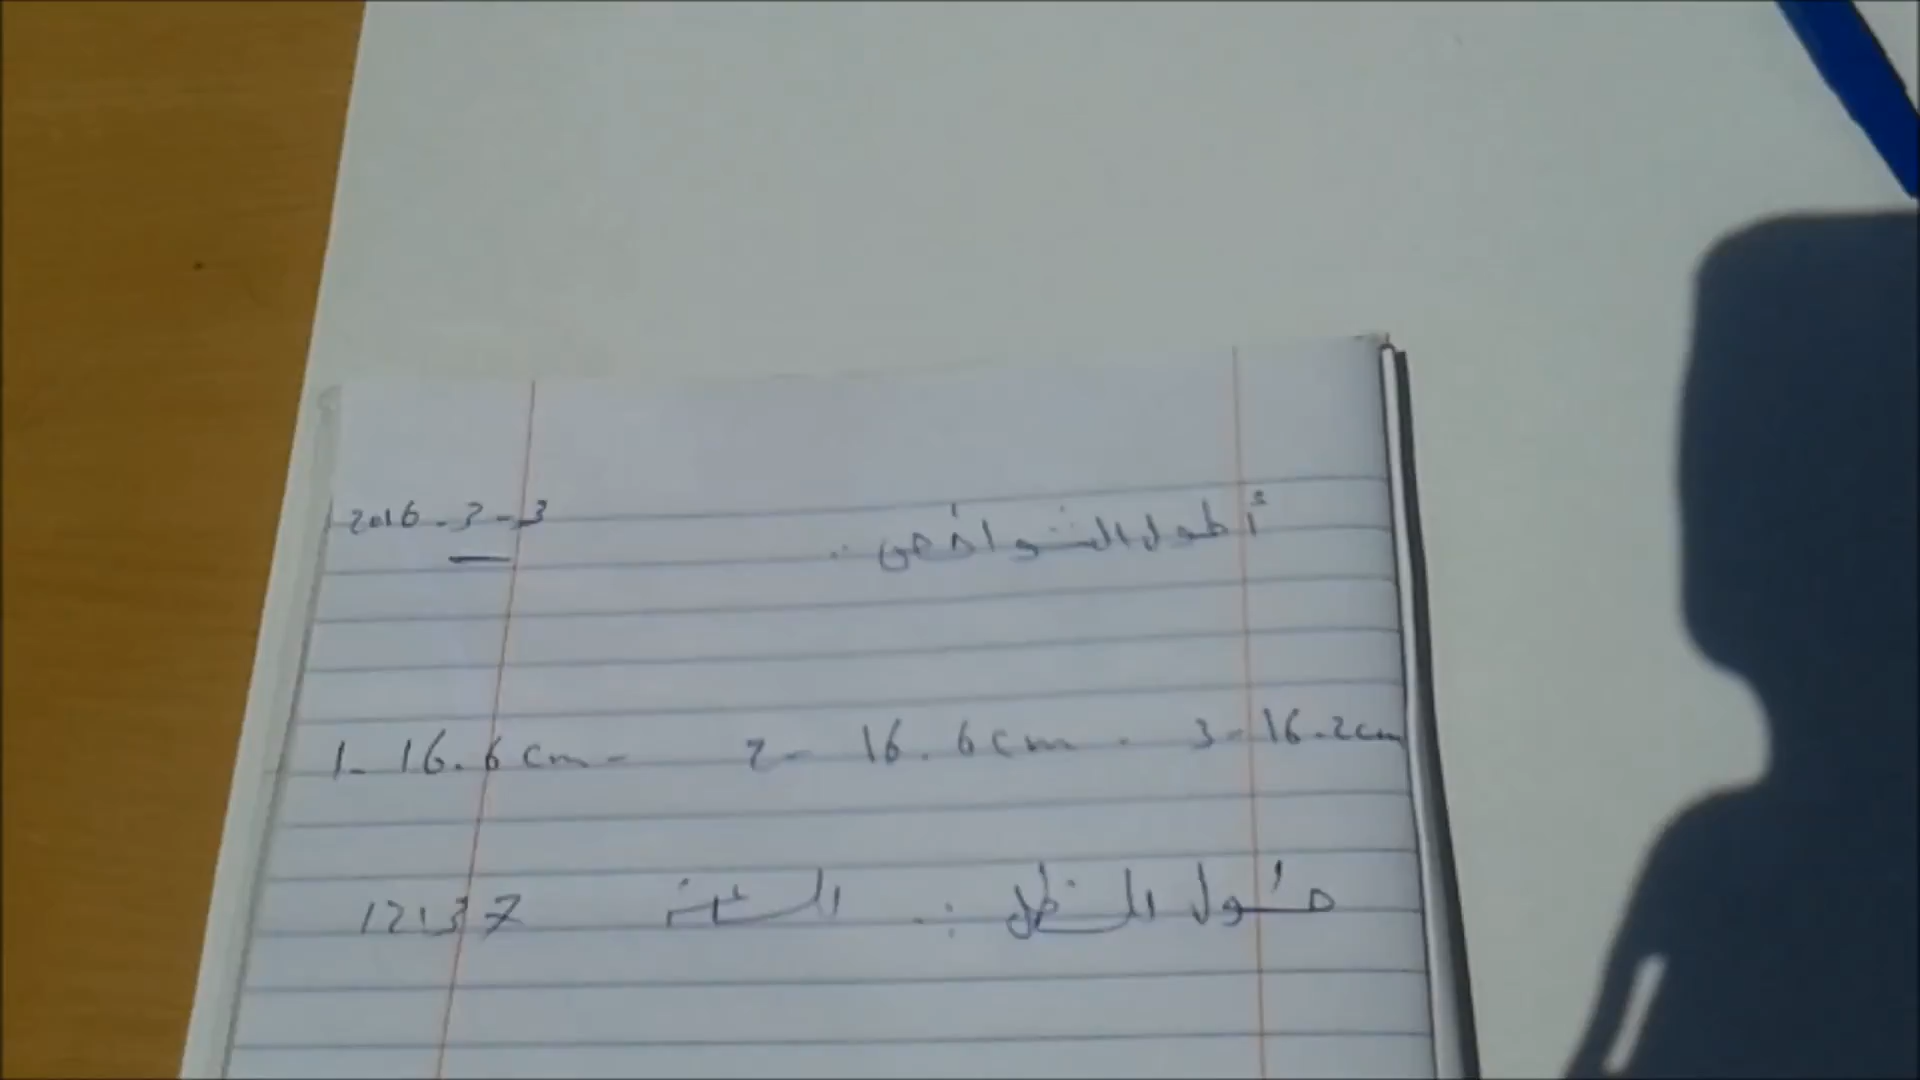 أطول الشواخص : 2016-3-3
1- 16.6 cm - 2- 16.6 cm - 3- 16.2 cm
طول الظل : 12:37